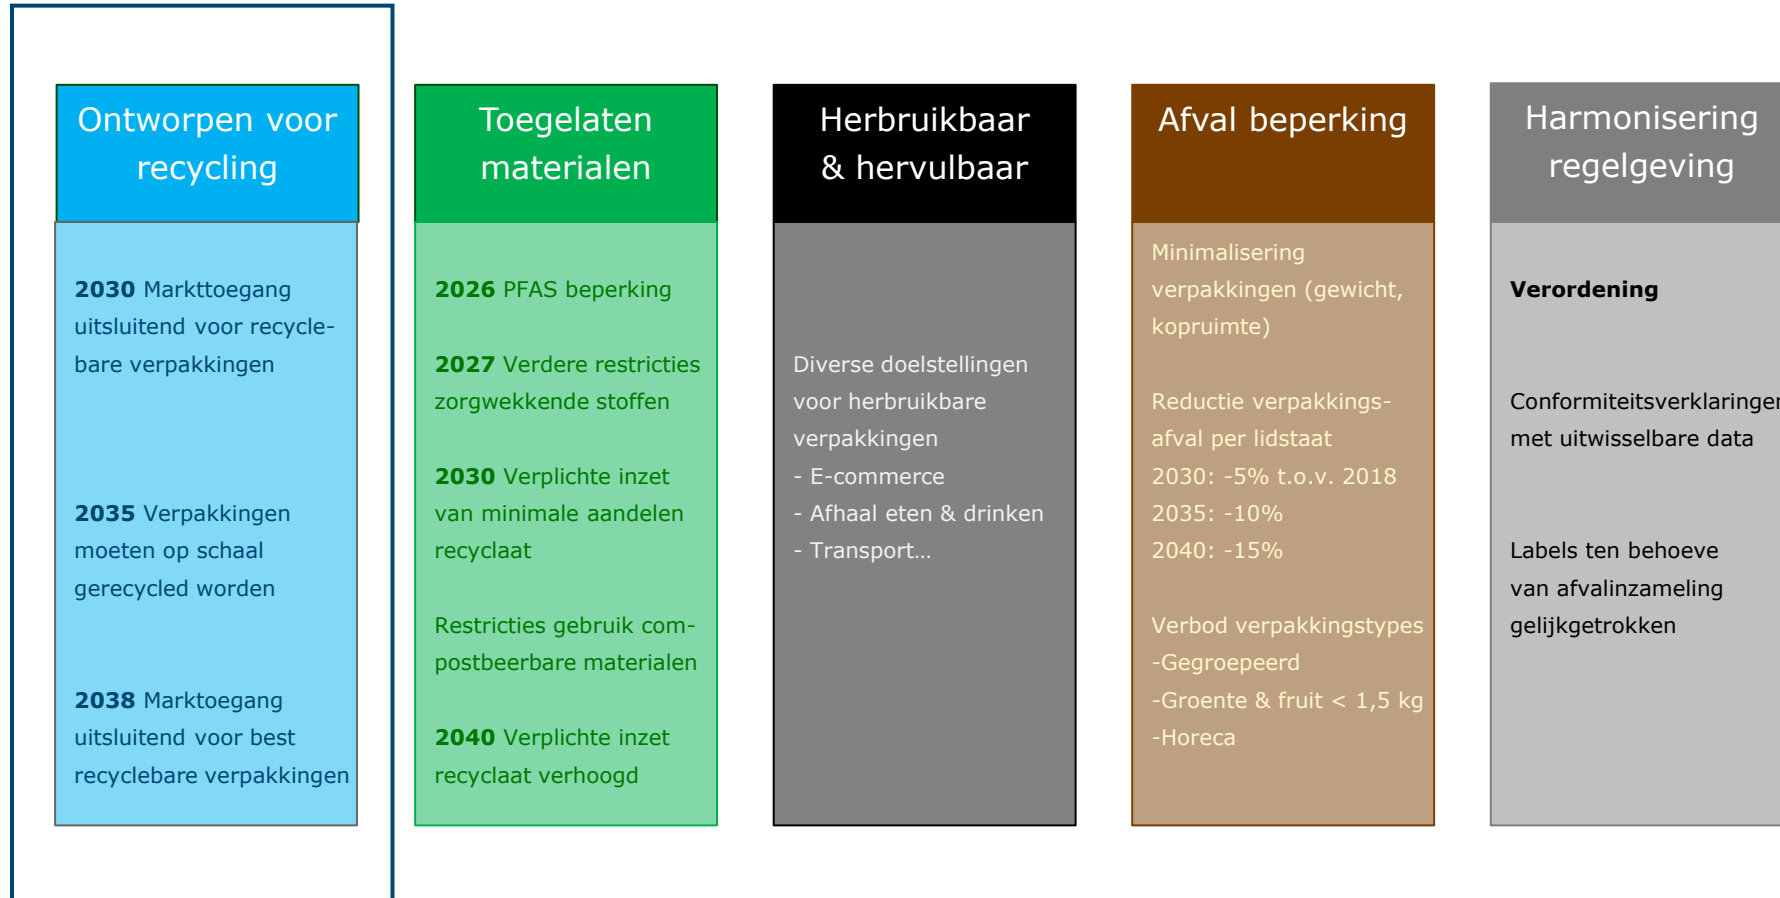 Ontworpen voor
recycling
2030 Markttoegang
uitsluitend voor recycle-
bare verpakkingen
2035 Verpakkingen
moeten op schaal
gerecycled worden
2038 Marktoegang
uitsluitend voor best
recyclebare verpakkingen
Toegelaten
materialen
2026 PFAS beperking
2027 Verdere restricties
zorgwekkende stoffen
2030 Verplichte inzet
van minimale aandelen
recyclaat
Restricties gebruik com-
postbeerbare materialen
2040 Verplichte inzet
recyclaat verhoogd
Herbruikbaar
& hervulbaar
Diverse doelstellingen
voor herbruikbare
verpakkingen
- E-commerce
- Afhaal eten & drinken
- Transport…
Afval beperking
Minimalisering
verpakkingen (gewicht,
kopruimte)
Reductie verpakkings-
afval per lidstaat
2030: -5% t.o.v. 2018
2035: -10%
2040: -15%
Verbod verpakkingstypes
-Gegroepeerd
-Groente & fruit < 1,5 kg
-Horeca
Harmonisering
regelgeving
Verordening
Conformiteitsverklaringen
met uitwisselbare data
Labels ten behoeve
van afvalinzameling
gelijkgetrokken